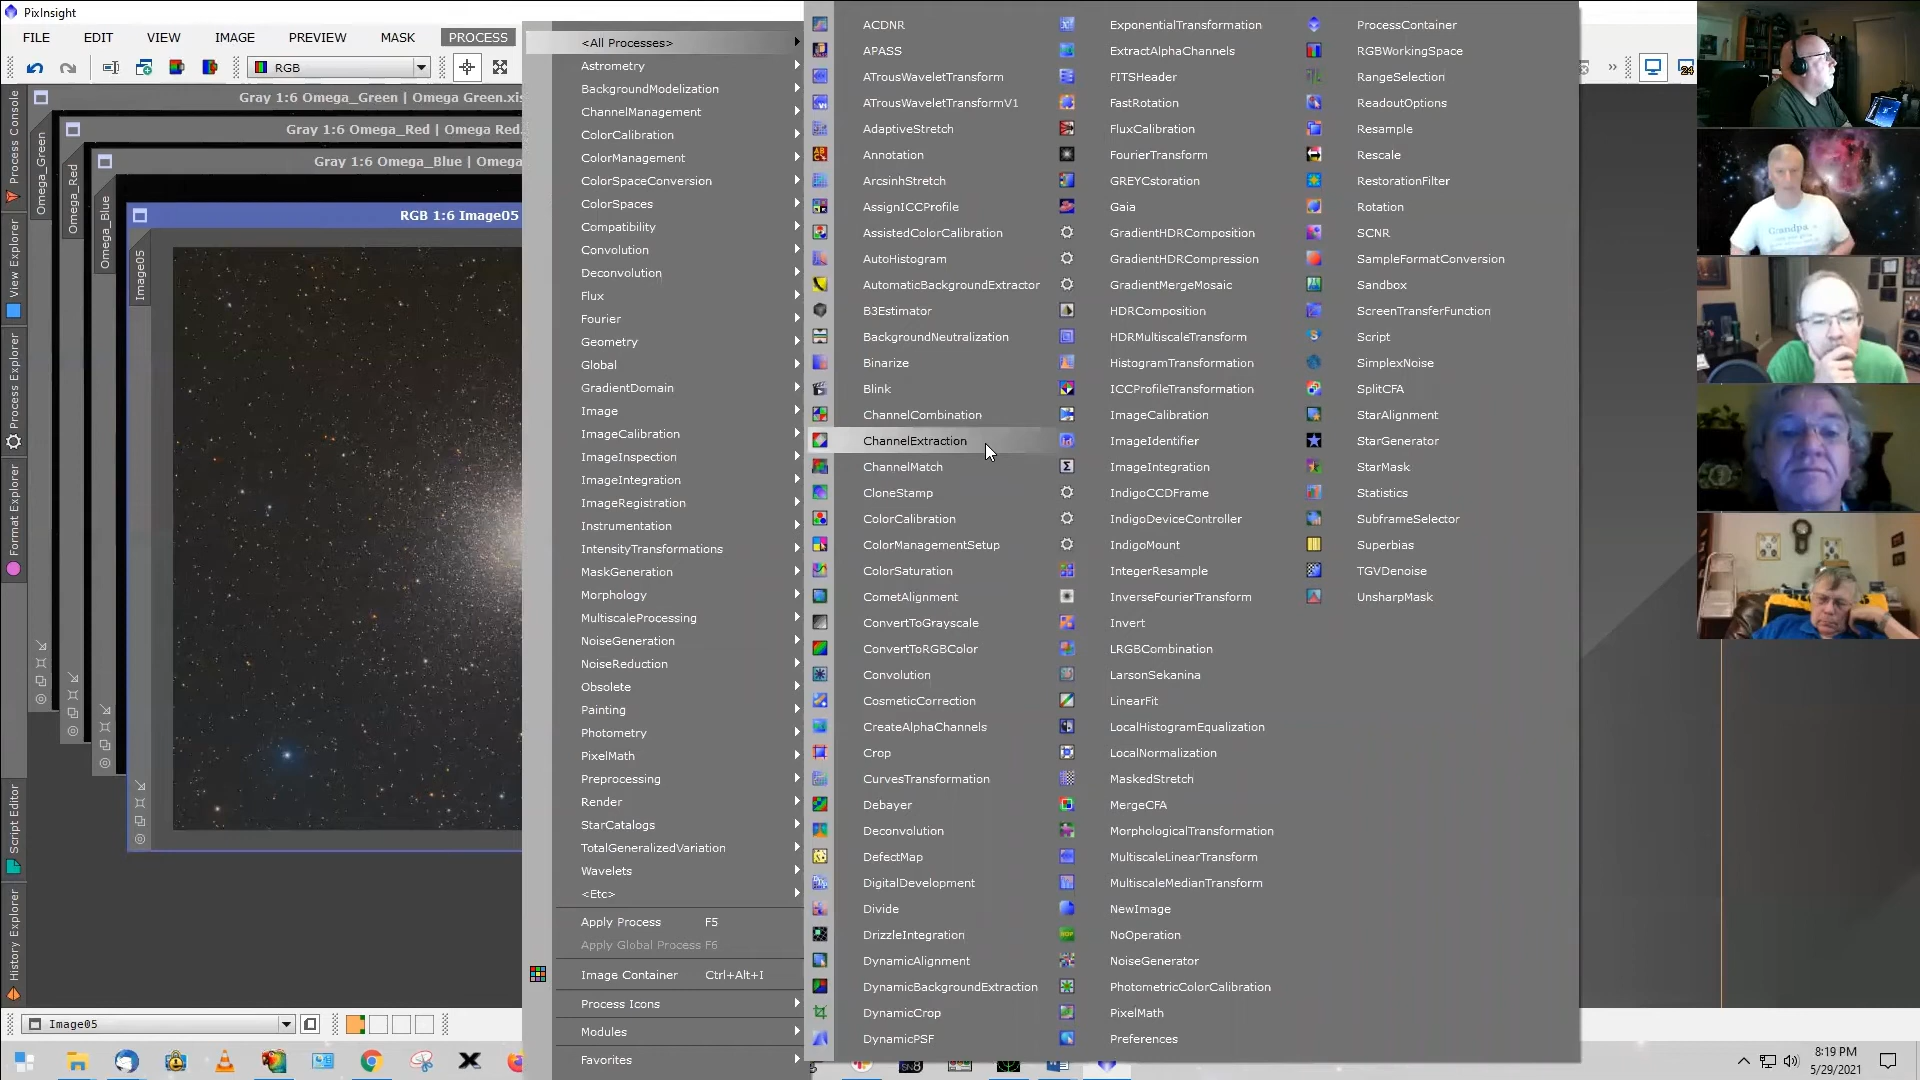 PixInsight
FILE EDIT VIEW IMAGE PREVIEW MASK PROCESS
RGB
24
Process Console
View Explorer
Process Explorer
Format Explorer
Script Editor
History Explorer
Gray 1:6 Omega_Green | Omega Green.xis
Omega_Green
Gray 1:6 Omega_Red | Omega Red.
Omega_Red
Gray 1:6 Omega_Blue | Omega
Omega_Blue
RGB 1:6 Image05
Image05
<All Processes>
Astrometry
BackgroundModelization
ChannelManagement
ColorCalibration
ColorManagement
ColorSpaceConversion
ColorSpaces
Compatibility
Convolution
Deconvolution
Flux
Fourier
Geometry
Global
GradientDomain
Image
ImageCalibration
ImageInspection
ImageIntegration
ImageRegistration
Instrumentation
IntensityTransformations
MaskGeneration
Morphology
MultiscaleProcessing
NoiseGeneration
NoiseReduction
Obsolete
Painting
Photometry
PixelMath
Preprocessing
Render
StarCatalogs
TotalGeneralizedVariation
Wavelets
<Etc>
Apply Process F5
Apply Global Process F6
Image Container Ctrl+Alt+I
Process Icons
Modules
Favorites
ACDNR
APASS
ATrousWaveletTransform
ATrousWaveletTransformV1
AdaptiveStretch
Annotation
ArcsinhStretch
AssignICCProfile
AssistedColorCalibration
AutoHistogram
AutomaticBackgroundExtractor
B3Estimator
BackgroundNeutralization
Binarize
Blink
ChannelCombination
ChannelExtraction
ChannelMatch
CloneStamp
ColorCalibration
ColorManagementSetup
ColorSaturation
CometAlignment
ConvertToGrayscale
ConvertToRGBColor
Convolution
CosmeticCorrection
CreateAlphaChannels
Crop
CurvesTransformation
Debayer
Deconvolution
DefectMap
DigitalDevelopment
Divide
DrizzleIntegration
DynamicAlignment
DynamicBackgroundExtraction
DynamicCrop
DynamicPSF
ExponentialTransformation
ExtractAlphaChannels
FITSHeader
FastRotation
FluxCalibration
FourierTransform
GREYCstoration
Gaia
GradientHDRComposition
GradientHDRCompression
GradientMergeMosaic
HDRComposition
HDRMultiscaleTransform
HistogramTransformation
ICCProfileTransformation
ImageCalibration
ImageIdentifier
ImageIntegration
IndigoCCDFrame
IndigoDeviceController
IndigoMount
IntegerResample
InverseFourierTransform
Invert
LRGBCombination
LarsonSekanina
LinearFit
LocalHistogramEqualization
LocalNormalization
MaskedStretch
MergeCFA
MorphologicalTransformation
MultiscaleLinearTransform
MultiscaleMedianTransform
NewImage
NoOperation
NoiseGenerator
PhotometricColorCalibration
PixelMath
Preferences
ProcessContainer
RGBWorkingSpace
RangeSelection
ReadoutOptions
Resample
Rescale
RestorationFilter
Rotation
SCNR
SampleFormatConversion
Sandbox
ScreenTransferFunction
Script
SimplexNoise
SplitCFA
StarAlignment
StarGenerator
StarMask
Statistics
SubframeSelector
Superbias
TGVDenoise
UnsharpMask
Grandpa
Image05
8:19 PM
5/29/2021